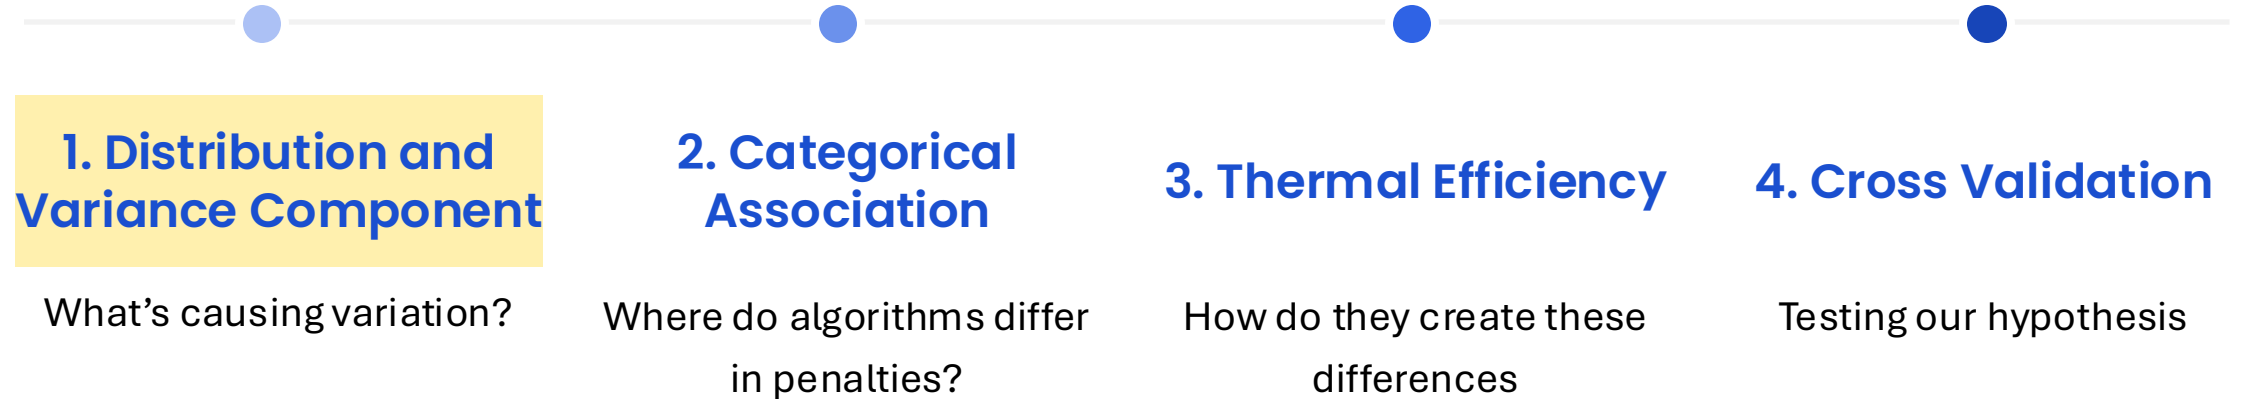 1. Distribution and
Variance Component
What's causing variation?
2. Categorical
Association
Where do algorithms differ
in penalties?
3. Thermal Efficiency
How do they create these
differences
4. Cross Validation
Testing our hypothesis